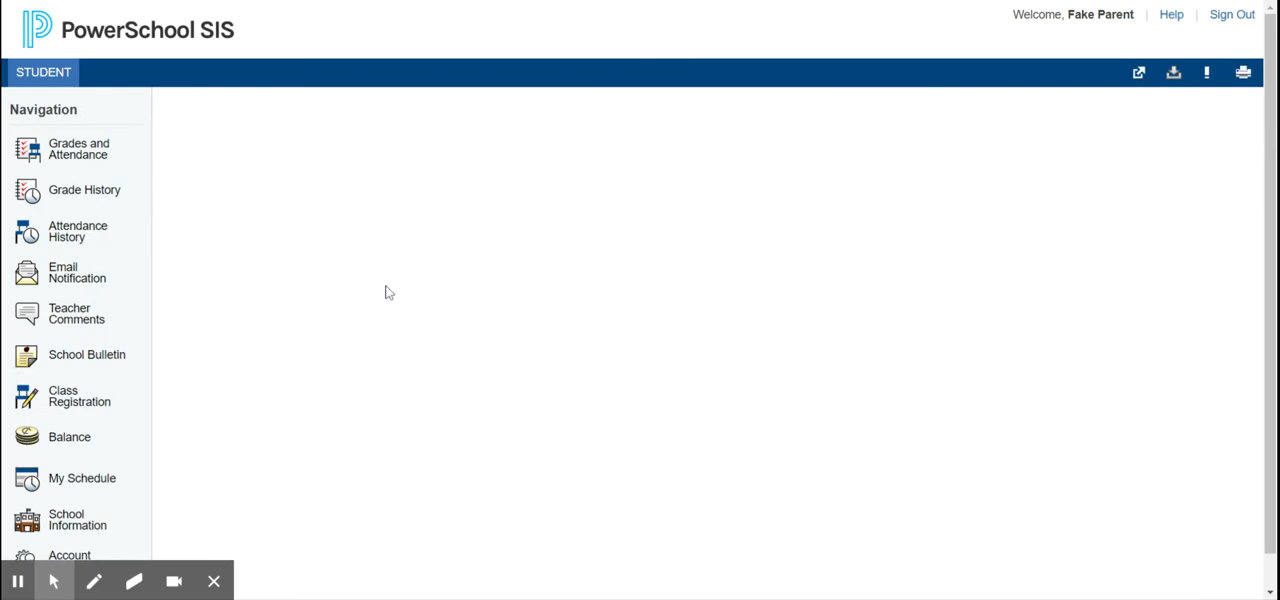 PowerSchool SIS
Welcome, Fake Parent | Help | Sign Out
STUDENT
Navigation
Grades and
Attendance
Grade History
Attendance
History
Email
Notification
Teacher
Comments
School Bulletin
Class
Registration
Balance
My Schedule
School
Information
Account